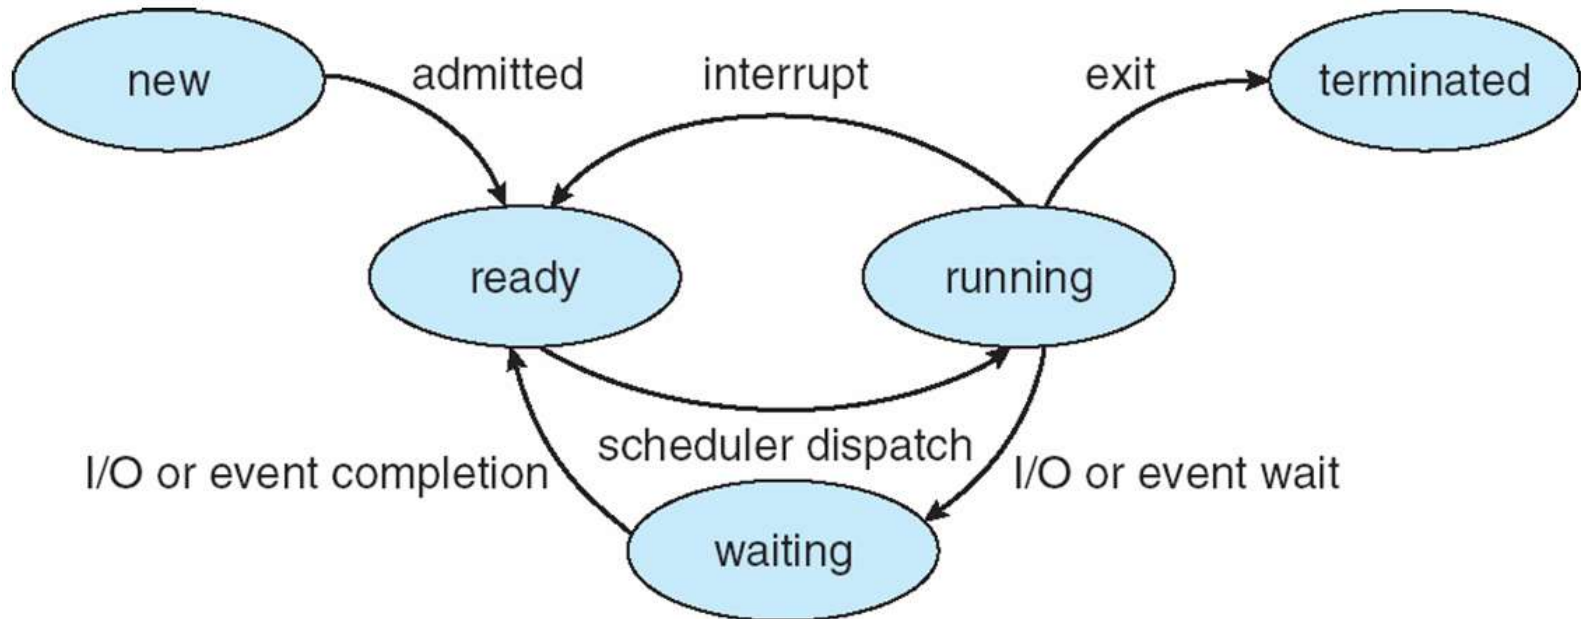 new
admitted
interrupt
exit
terminated
ready
running
scheduler dispatch
I/O or event completion
I/O or event wait
waiting